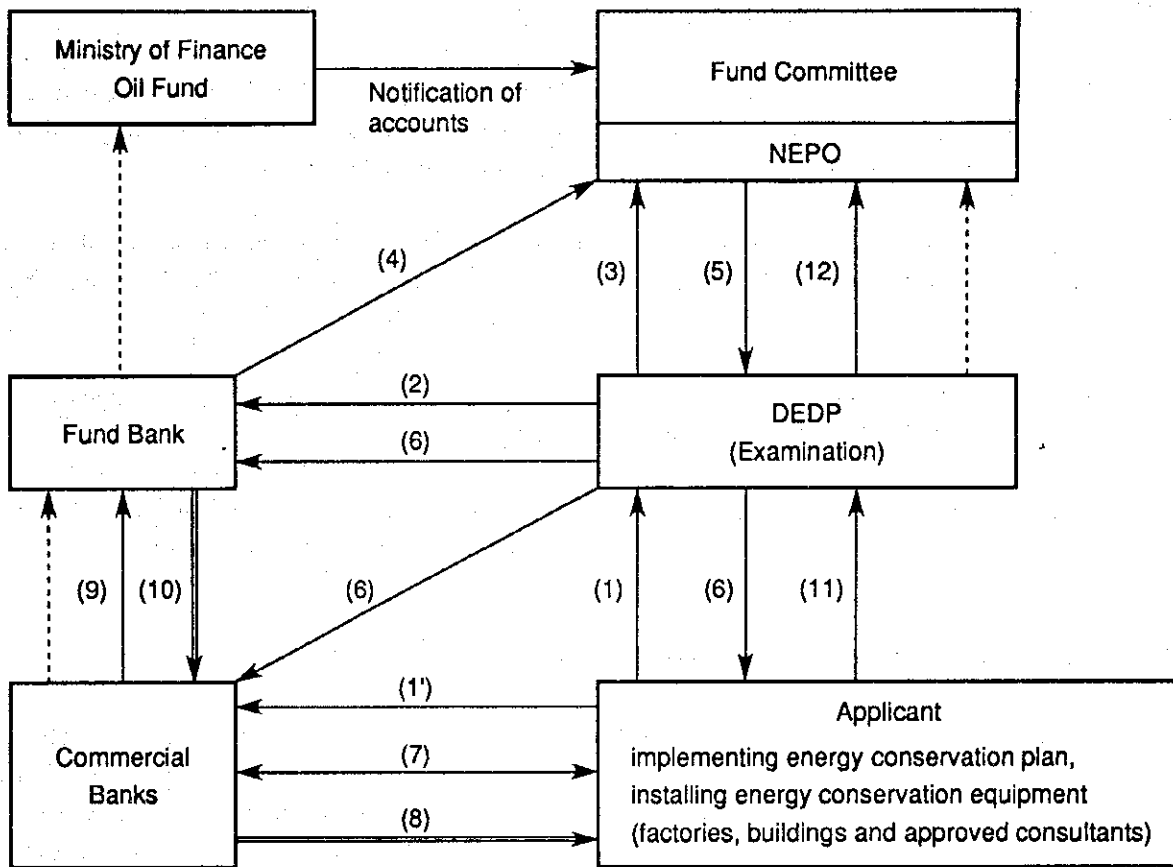 Ministry of Finance
Oil Fund
Notification of
accounts
Fund Committee
NEPO
(4)
(3)
(5)
(12)
Fund Bank
(2)
(6)
DEDP
(Examination)
(9)
(10)
(6)
(1)
(6)
(11)
Commercial
Banks
(1')
(7)
(8)
Applicant
implementing energy conservation plan,
installing energy conservation equipment
(factories, buildings and approved consultants)